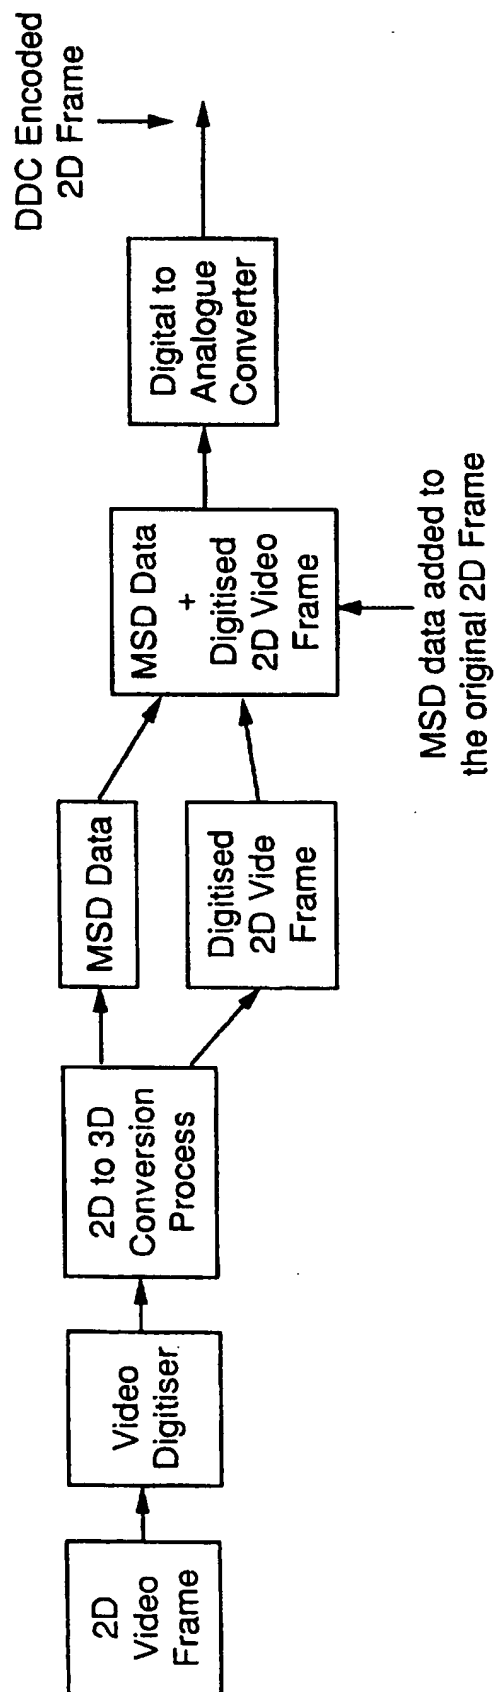 2D
Video
Frame
Video
Digitiser
2D to 3D
Conversion
Process
MSD Data
Digitised
2D Vide
Frame
MSD Data
+
Digitised
2D Video
Frame
MSD data added to
the original 2D Frame
Digital to
Analogue
Converter
DDC Encoded
2D Frame